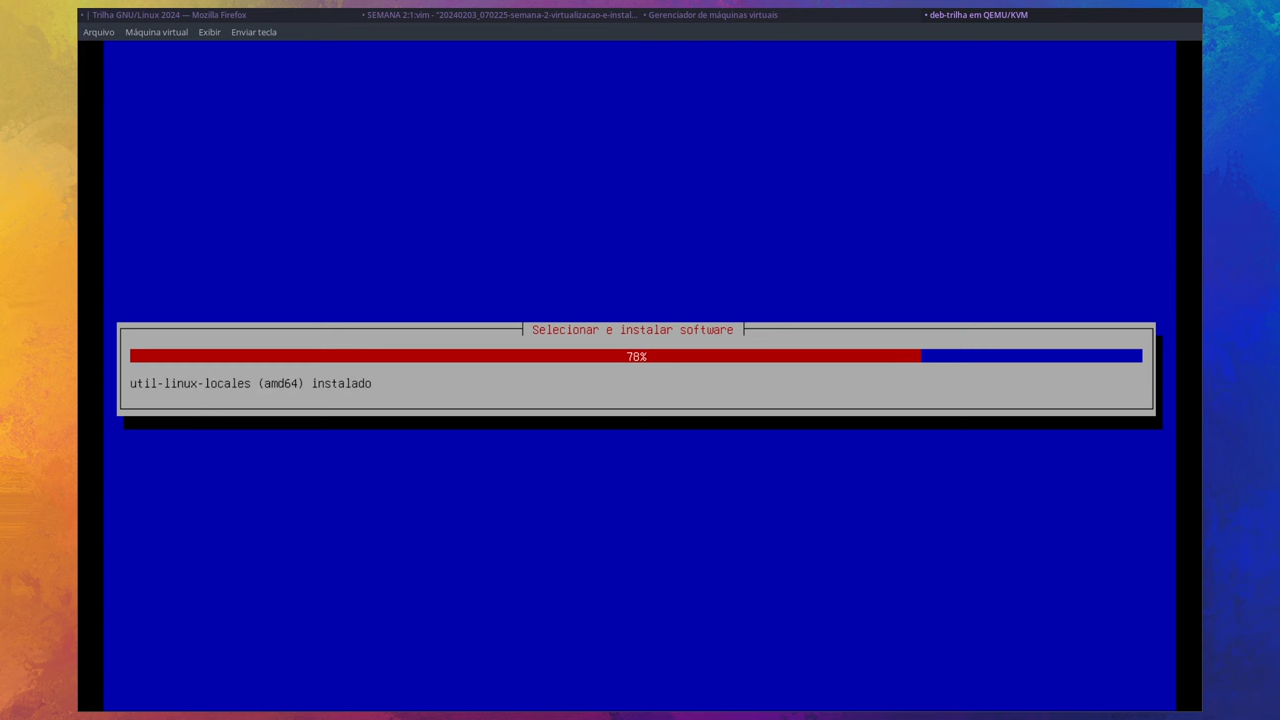 • | Trilha GNU/Linux 2024 — Mozilla Firefox
• SEMANA 2:1:vim - "20240203_070225-semana-2-virtualizacao-e-instal...
• Gerenciador de máquinas virtuais
• deb-trilha em QEMU/KVM
Arquivo Máquina virtual Exibir Enviar tecla
Selecionar e instalar software
78%
util-linux-locales (amd64) instalado